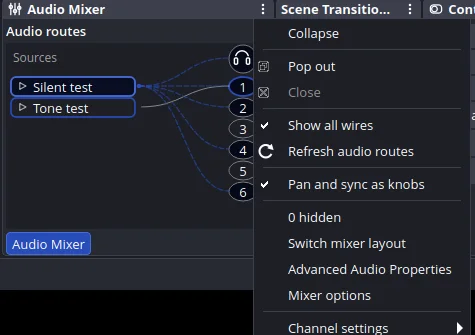 Audio Mixer
Scene Transitio...
Con
Audio routes
Sources
Silent test
Tone test
1
2
3
4
5
6
Audio Mixer
Collapse
Pop out
Close
Show all wires
Refresh audio routes
Pan and sync as knobs
0 hidden
Switch mixer layout
Advanced Audio Properties
Mixer options
Channel settings